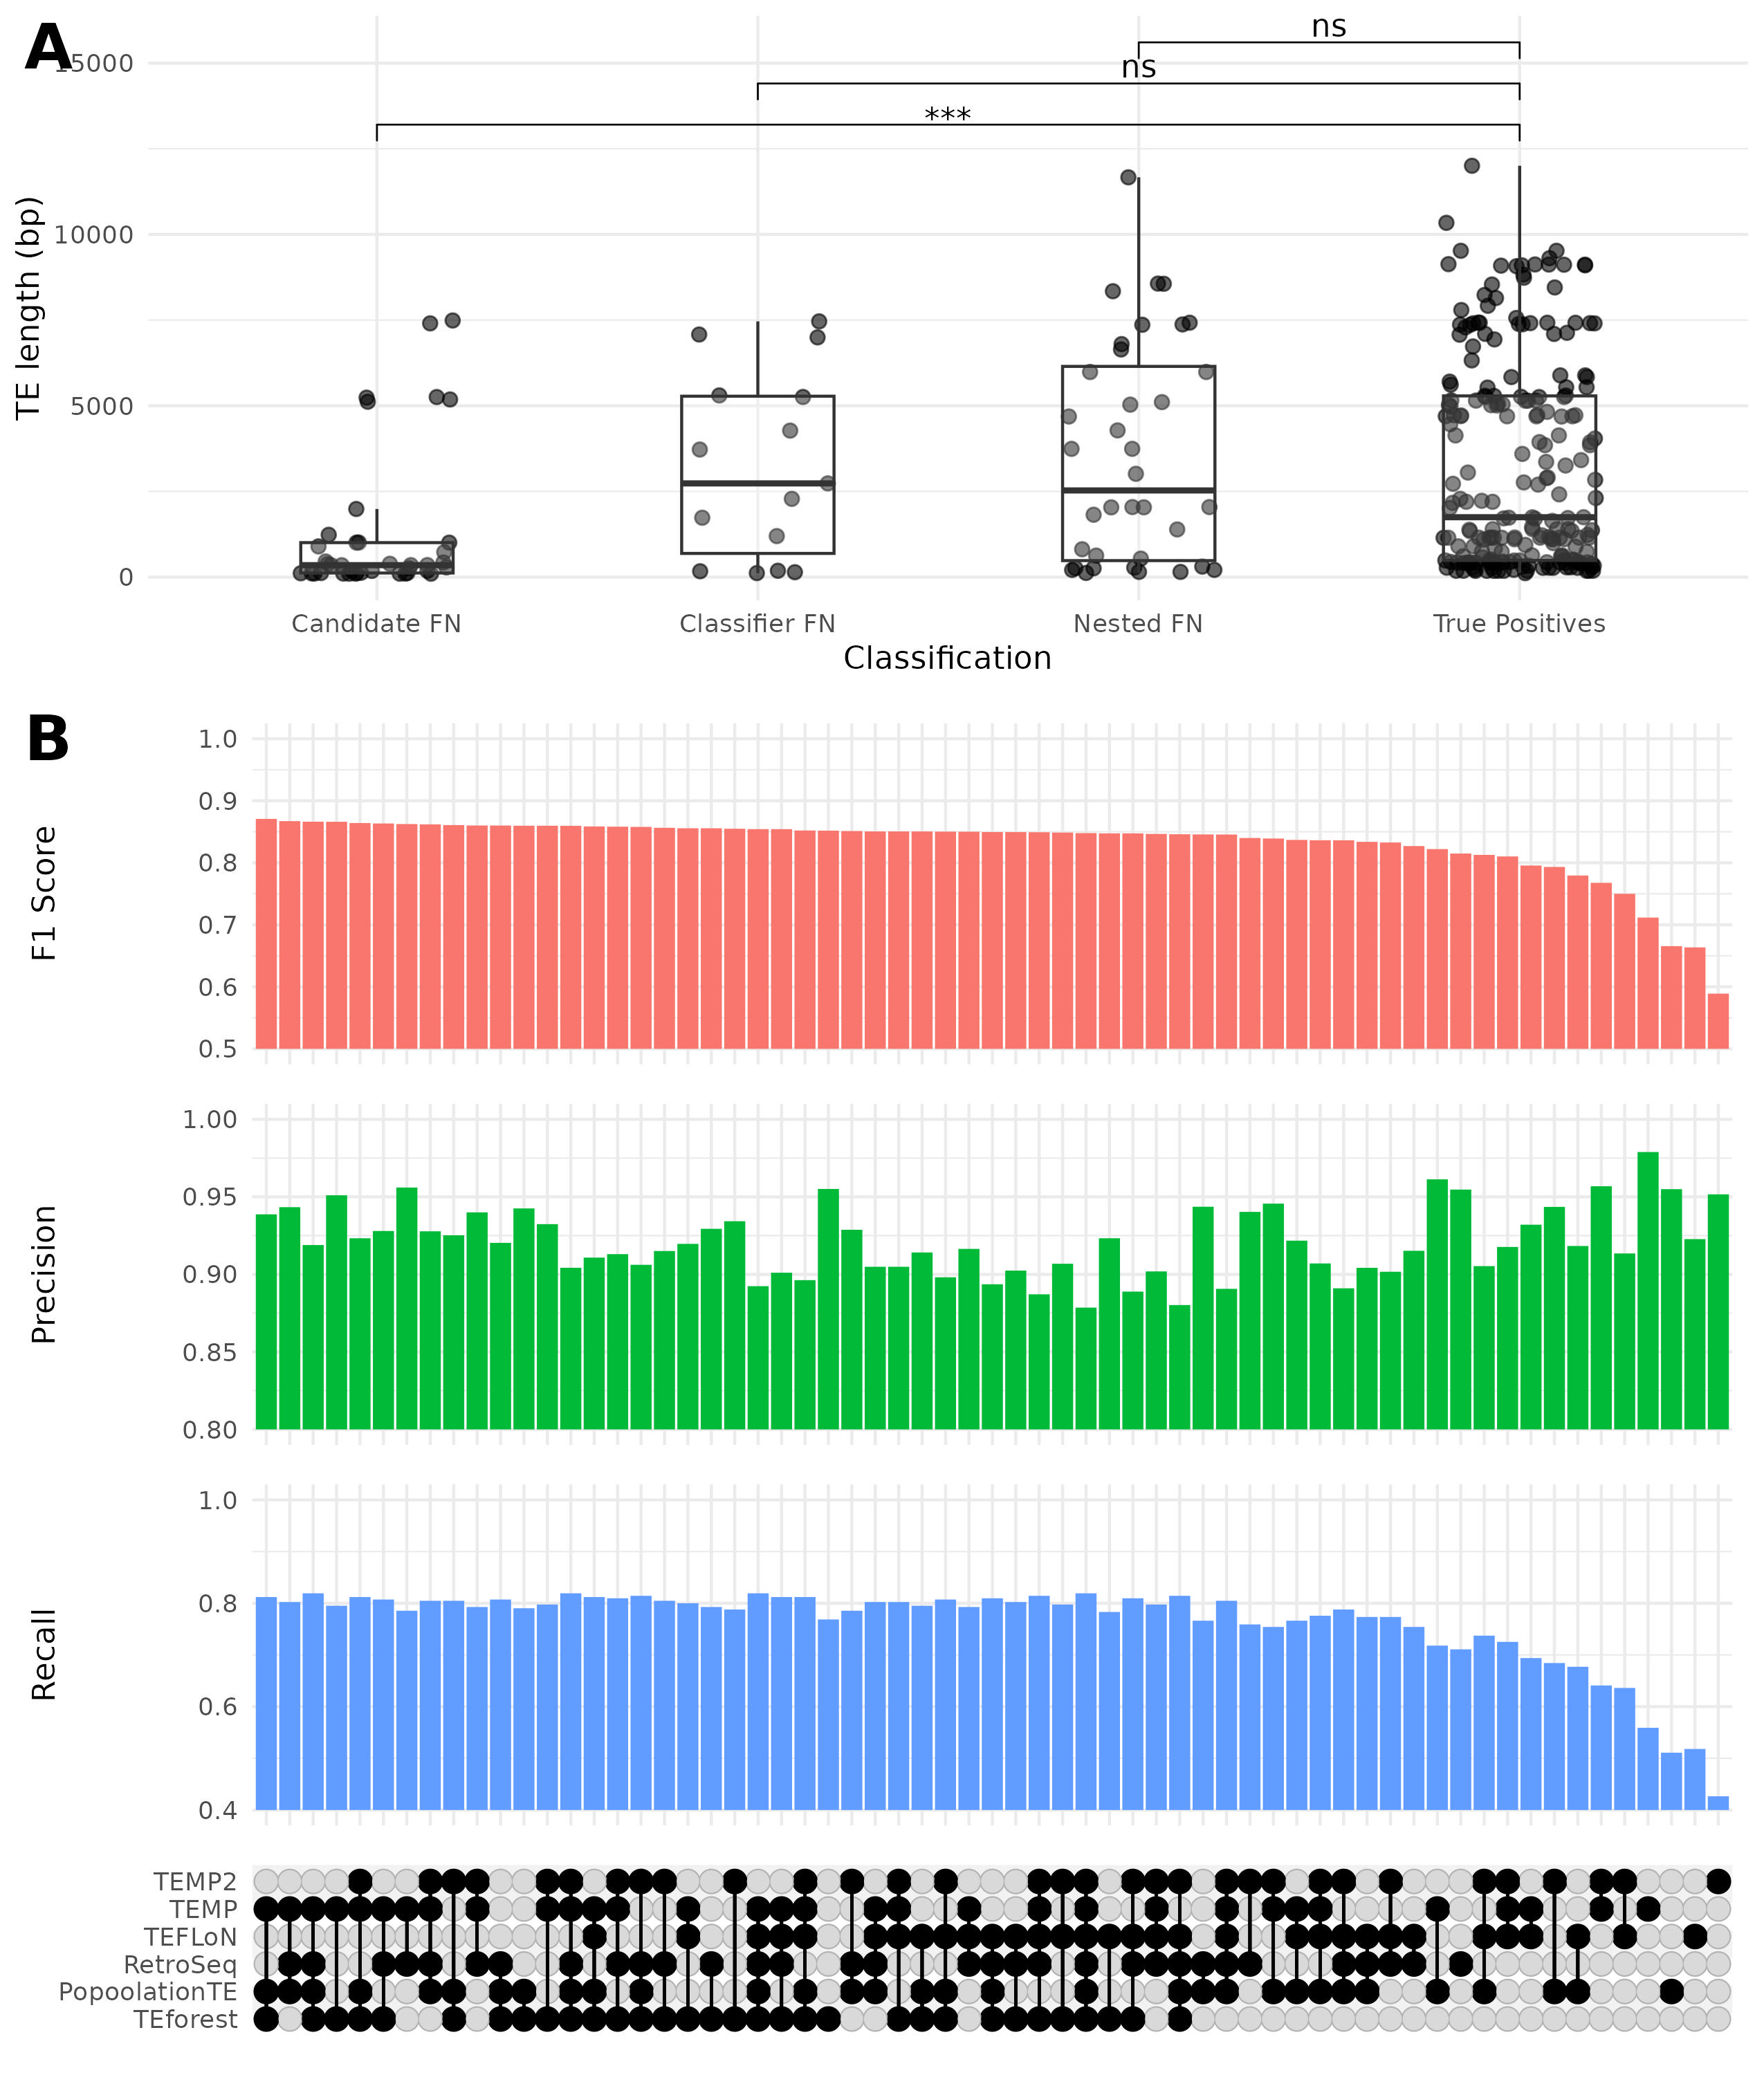 A
ns
15000
ns
***
10000
5000
0
TE length (bp)
Candidate FN
Classifier FN
Nested FN
True Positives
Classification
B
1.0
0.9
0.8
0.7
0.6
0.5
F1 Score
1.00
0.95
0.90
0.85
0.80
Precision
1.0
0.8
0.6
0.4
Recall
TEMP2
TEMP
TEFLoN
RetroSeq
PopoolationTE
TEforest